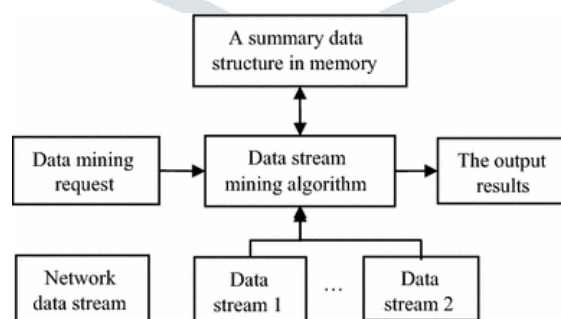 A summary data
structure in memory
Data mining
request
Data stream
mining algorithm
The output
results
Network
data stream
Data
stream 1
...
Data
stream 2